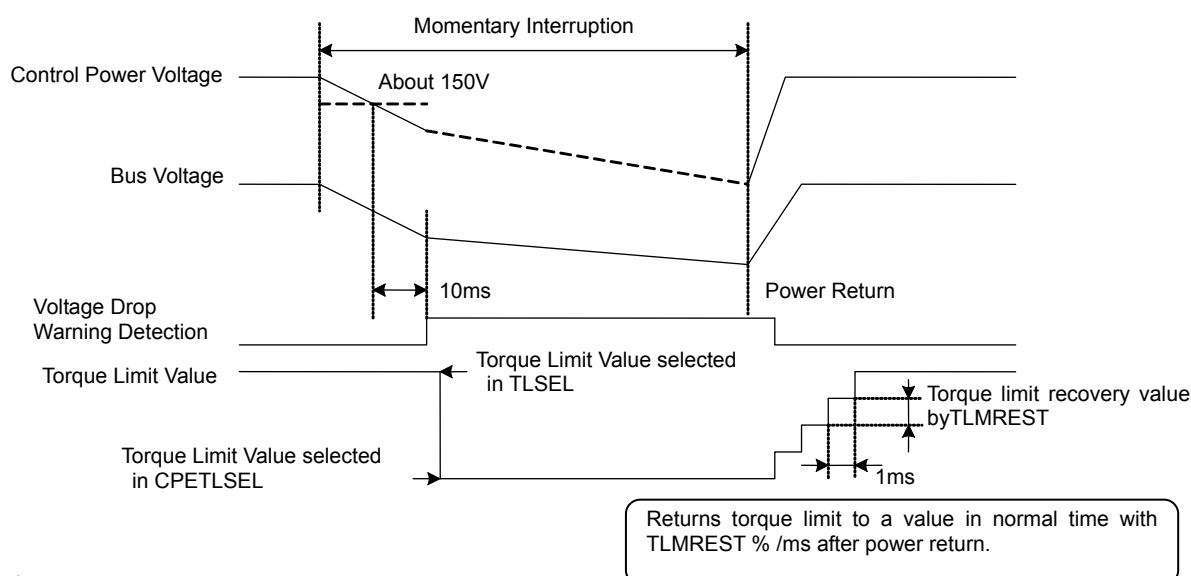 Momentary Interruption
Control Power Voltage
About 150V
Bus Voltage
10ms
Power Return
Voltage Drop
Warning Detection
Torque Limit Value
Torque Limit Value selected
in TLSEL
Torque limit recovery value
byTLMREST
Torque Limit Value selected
in CPETLSEL
1ms
Returns torque limit to a value in normal time with
TLMREST % /ms after power return.